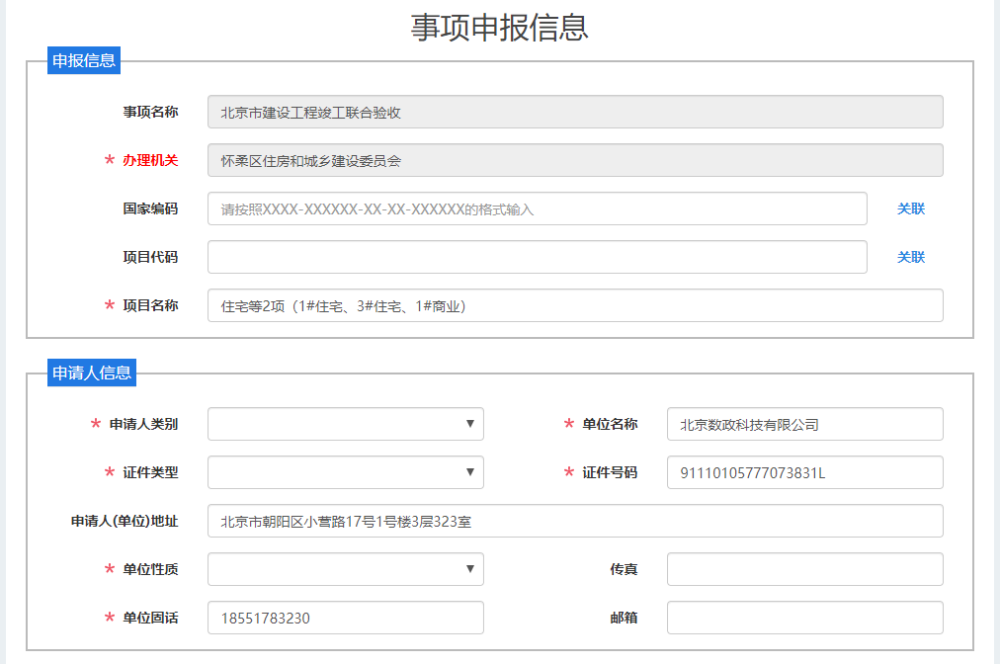 事项申报信息
申报信息
事项名称 北京市建设工程竣工联合验收
* 办理机关 怀柔区住房和城乡建设委员会
国家编码 请按照XXXX-XXXXXX-XX-XX-XXXXXX的格式输入 关联
项目代码 关联
* 项目名称 住宅等2项（1#住宅、3#住宅、1#商业）
申请人信息
* 申请人类别 * 单位名称 北京数政科技有限公司
* 证件类型 * 证件号码 91110105777073831L
申请人(单位)地址 北京市朝阳区小营路17号1号楼3层323室
* 单位性质 传真
* 单位固话 18551783230 邮箱